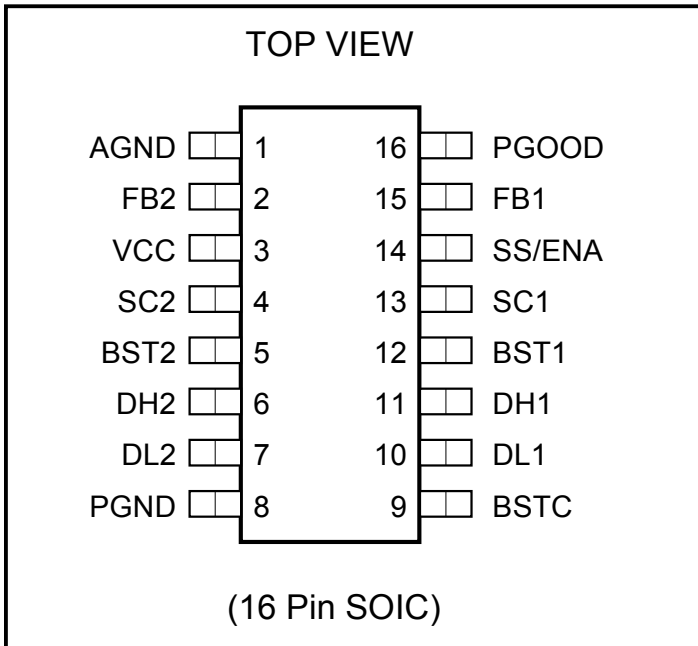 TOP VIEW
AGND 1 16 PGOOD
FB2 2 15 FB1
VCC 3 14 SS/ENA
SC2 4 13 SC1
BST2 5 12 BST1
DH2 6 11 DH1
DL2 7 10 DL1
PGND 8 9 BSTC
(16 Pin SOIC)